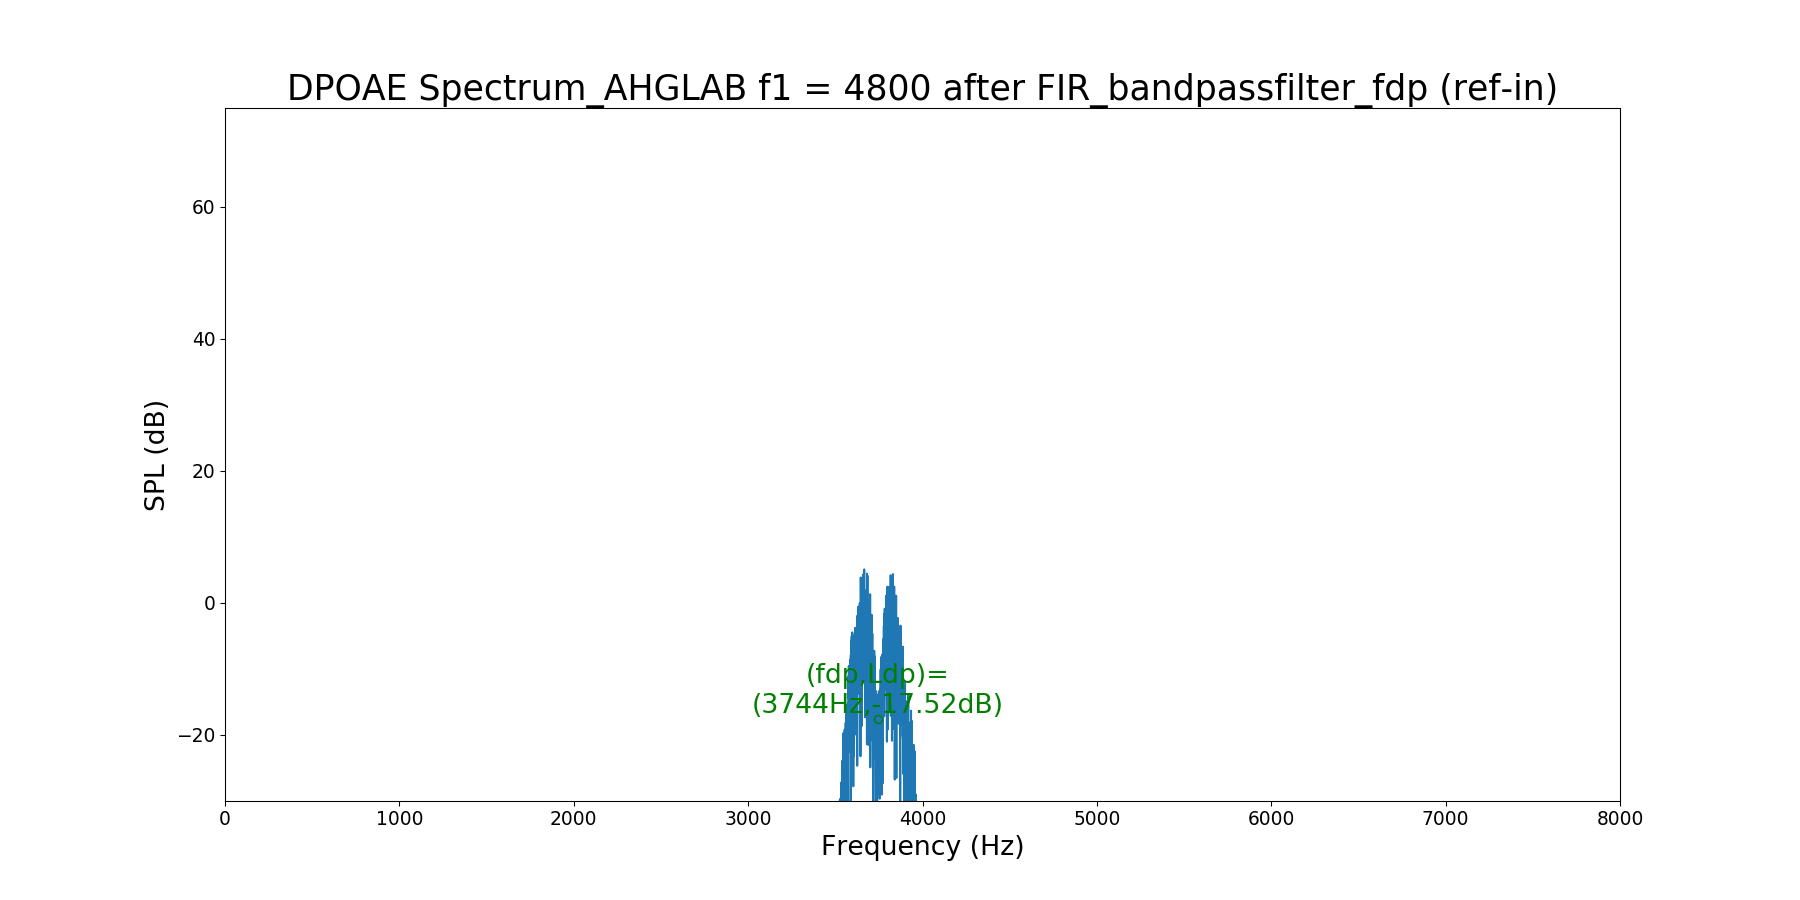 DPOAE Spectrum_AHGLAB f1 = 4800 after FIR_bandpassfilter_fdp (ref-in)
SPL (dB)
60
40
20
0
−20
(fdp,Ldp)=
(3744Hz,-17.52dB)
0 1000 2000 3000 4000 5000 6000 7000 8000
Frequency (Hz)